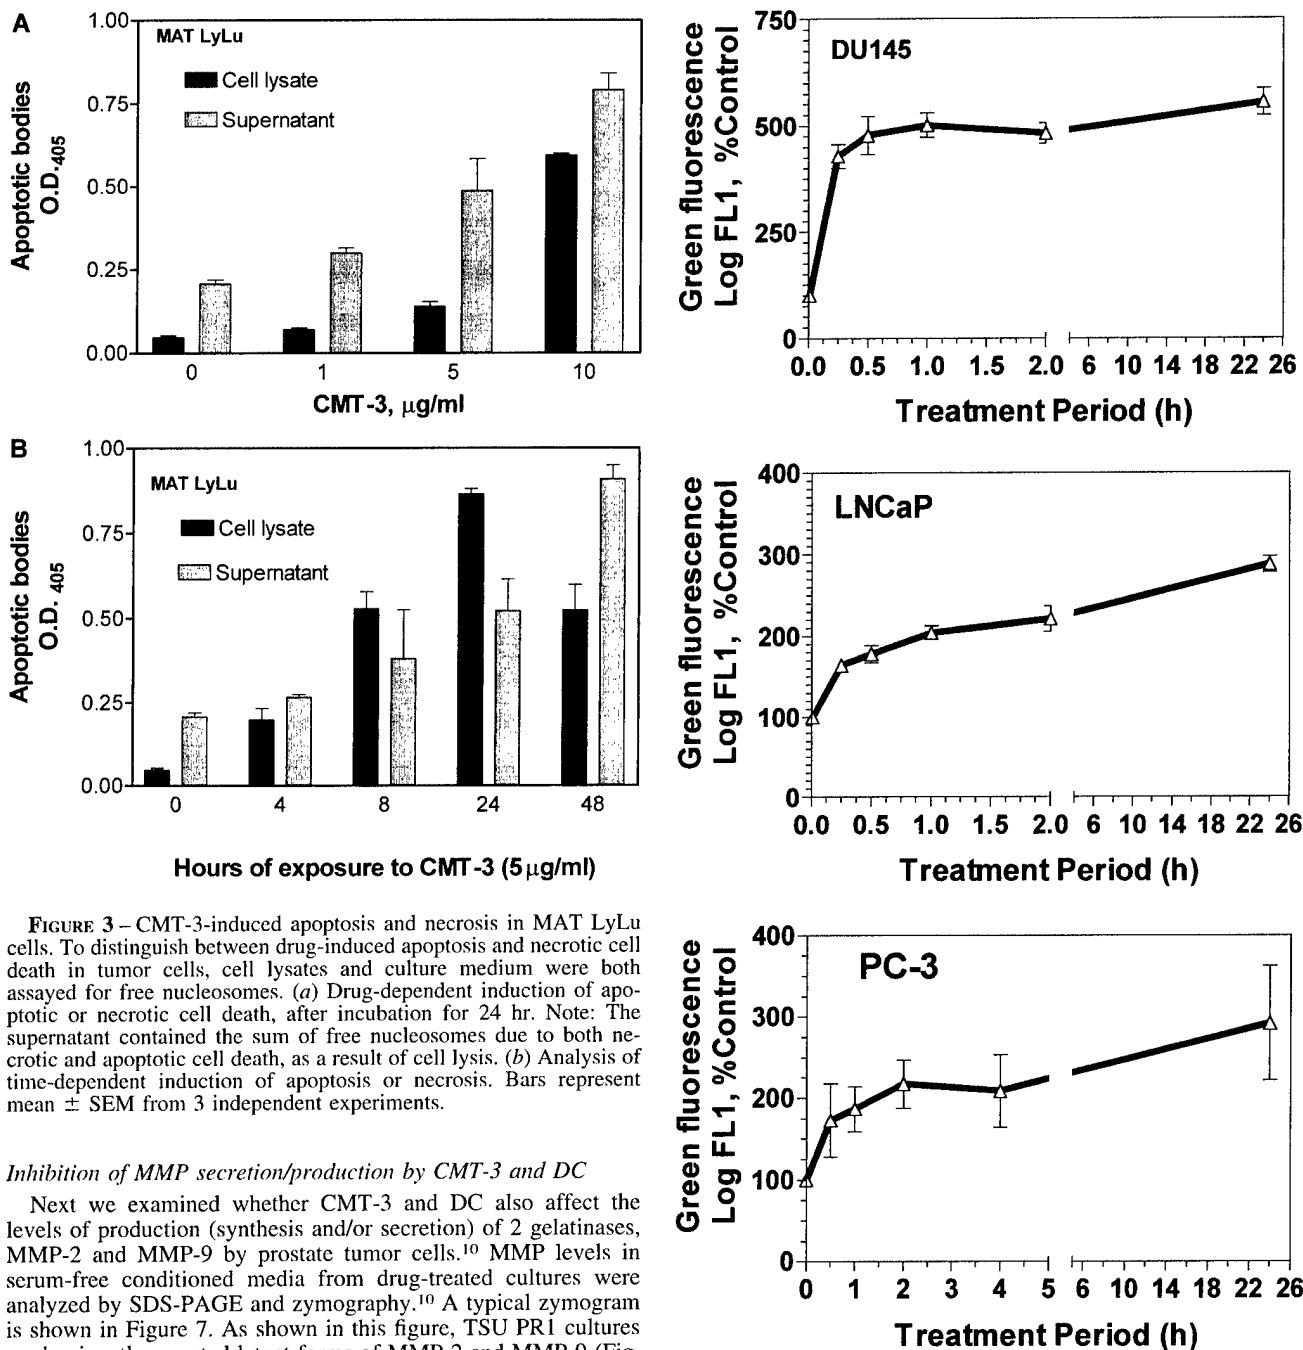 A
MAT LyLu
Cell lysate
Supernatant
Apoptotic bodies
O.D.405
1.00
0.75
0.50
0.25
0.00
0 1 5 10
CMT-3, μg/ml
B
MAT LyLu
Cell lysate
Supernatant
Apoptotic bodies
O.D. 405
1.00
0.75
0.50
0.25
0.00
0 4 8 24 48
Hours of exposure to CMT-3 (5 μg/ml)
FIGURE 3 – CMT-3-induced apoptosis and necrosis in MAT LyLu
cells. To distinguish between drug-induced apoptosis and necrotic cell
death in tumor cells, cell lysates and culture medium were both
assayed for free nucleosomes. (a) Drug-dependent induction of apo-
ptotic or necrotic cell death, after incubation for 24 hr. Note: The
supernatant contained the sum of free nucleosomes due to both ne-
crotic and apoptotic cell death, as a result of cell lysis. (b) Analysis of
time-dependent induction of apoptosis or necrosis. Bars represent
mean ± SEM from 3 independent experiments.
Inhibition of MMP secretion/production by CMT-3 and DC
Next we examined whether CMT-3 and DC also affect the
levels of production (synthesis and/or secretion) of 2 gelatinases,
MMP-2 and MMP-9 by prostate tumor cells.¹⁰ MMP levels in
serum-free conditioned media from drug-treated cultures were
analyzed by SDS-PAGE and zymography.¹⁰ A typical zymogram
is shown in Figure 7. As shown in this figure, TSU PR1 cultures
DU145
Green fluorescence
Log FL1, %Control
750
500
250
0
0.0 0.5 1.0 1.5 2.0 6 10 14 18 22 26
Treatment Period (h)
LNCaP
Green fluorescence
Log FL1, %Control
400
300
200
100
0
0.0 0.5 1.0 1.5 2.0 6 10 14 18 22 26
Treatment Period (h)
PC-3
Green fluorescence
Log FL1, %Control
400
300
200
100
0
0 1 2 3 4 5 6 10 14 18 22 26
Treatment Period (h)